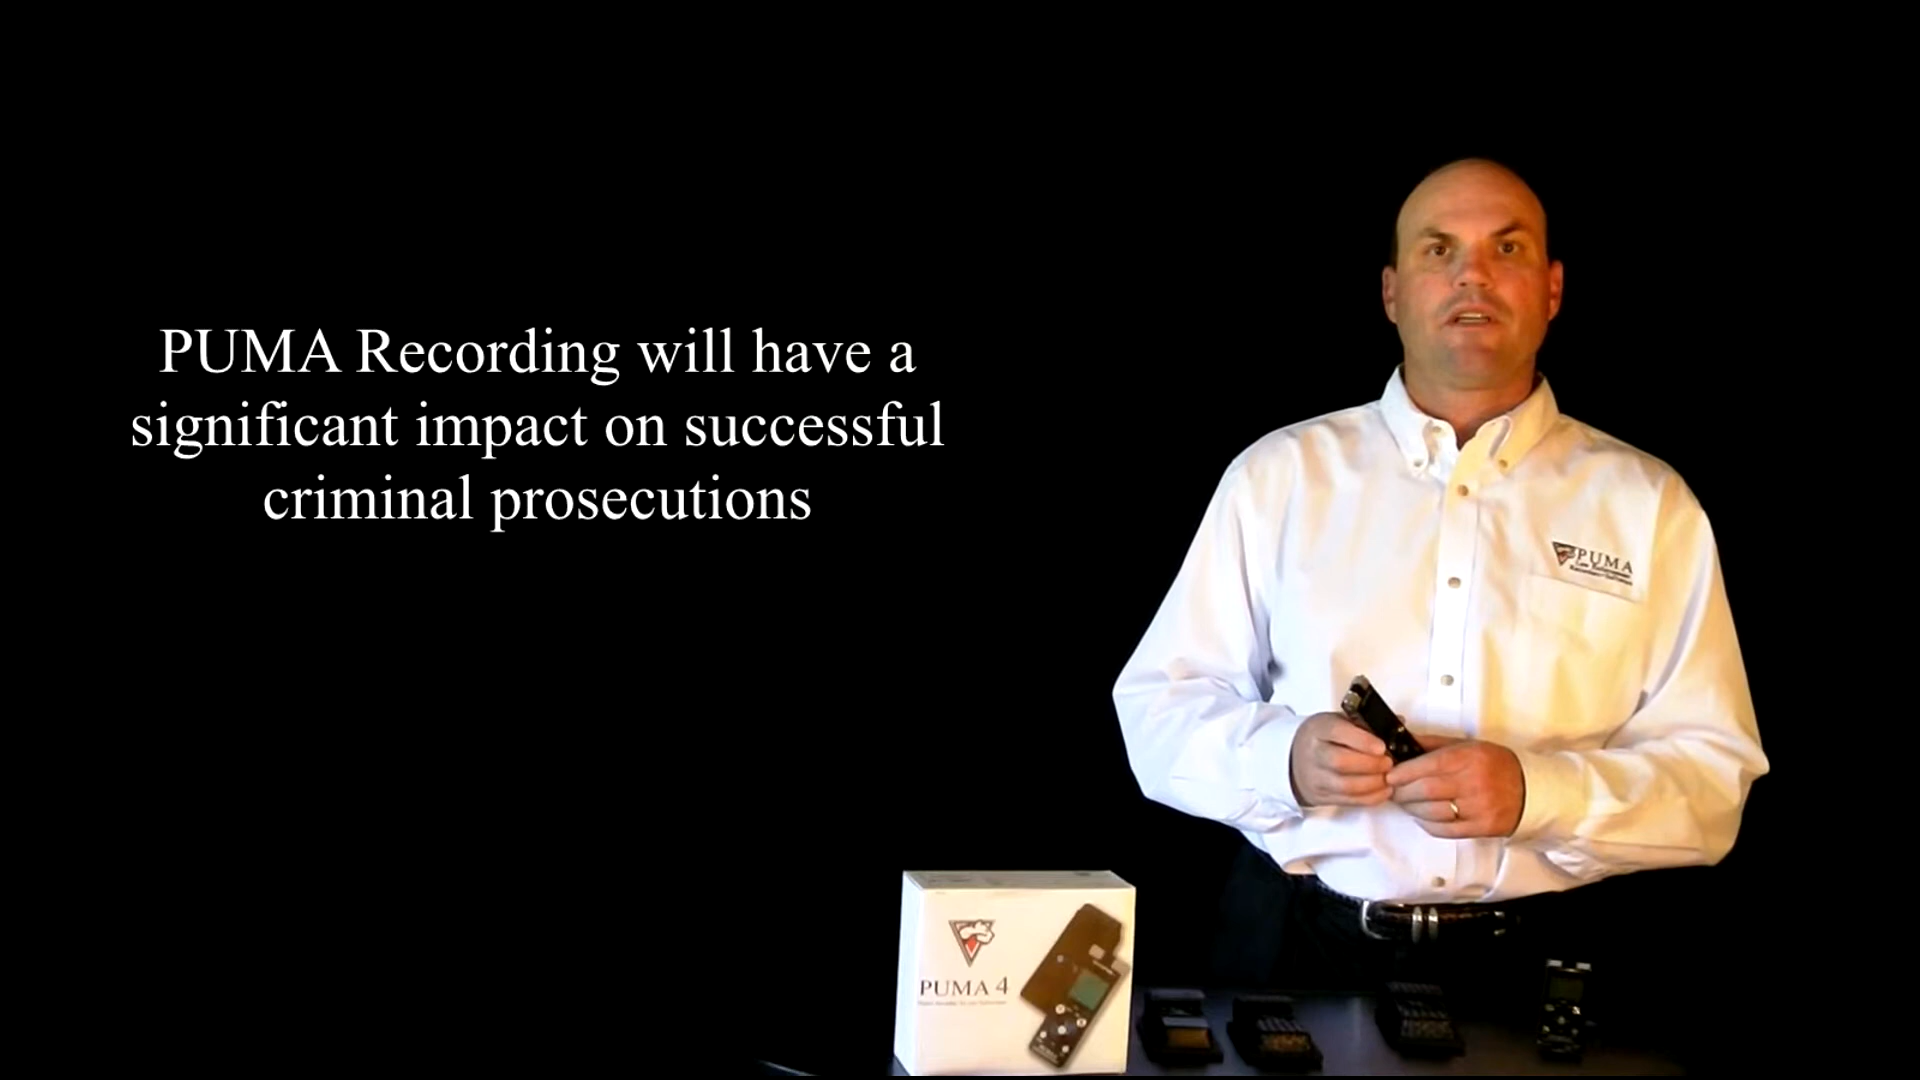 PUMA Recording will have a
significant impact on successful
criminal prosecutions
PUMA
PUMA 4